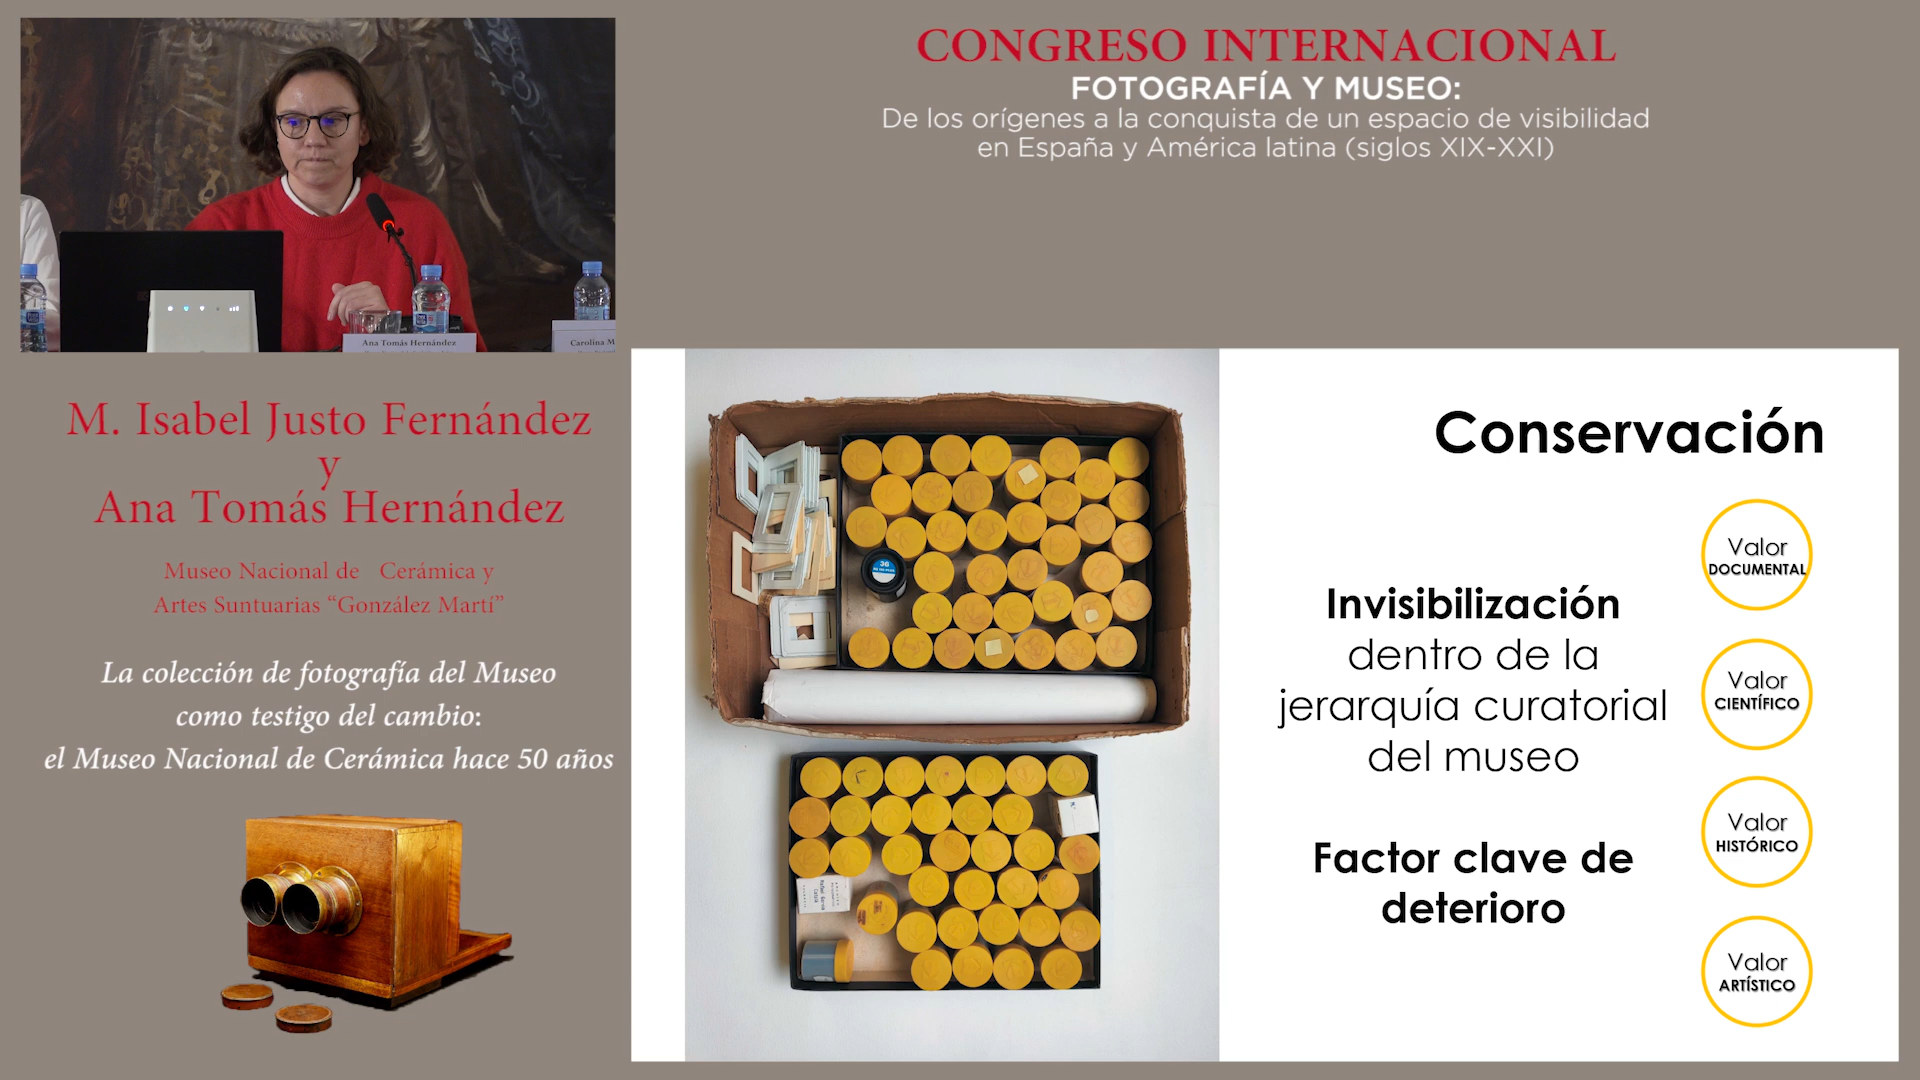 CONGRESO INTERNACIONAL
FOTOGRAFÍA Y MUSEO:
De los orígenes a la conquista de un espacio de visibilidad
en España y América latina (siglos XIX-XXI)
Ana Tomás Hernández
Carolina M
M. Isabel Justo Fernández
y
Ana Tomás Hernández
Museo Nacional de Cerámica y
Artes Suntuarias “González Martí”
La colección de fotografía del Museo
como testigo del cambio:
el Museo Nacional de Cerámica hace 50 años
36
Conservación
Invisibilización
dentro de la
jerarquía curatorial
del museo
Factor clave de
deterioro
Valor
DOCUMENTAL
Valor
CIENTÍFICO
Valor
HISTÓRICO
Valor
ARTÍSTICO